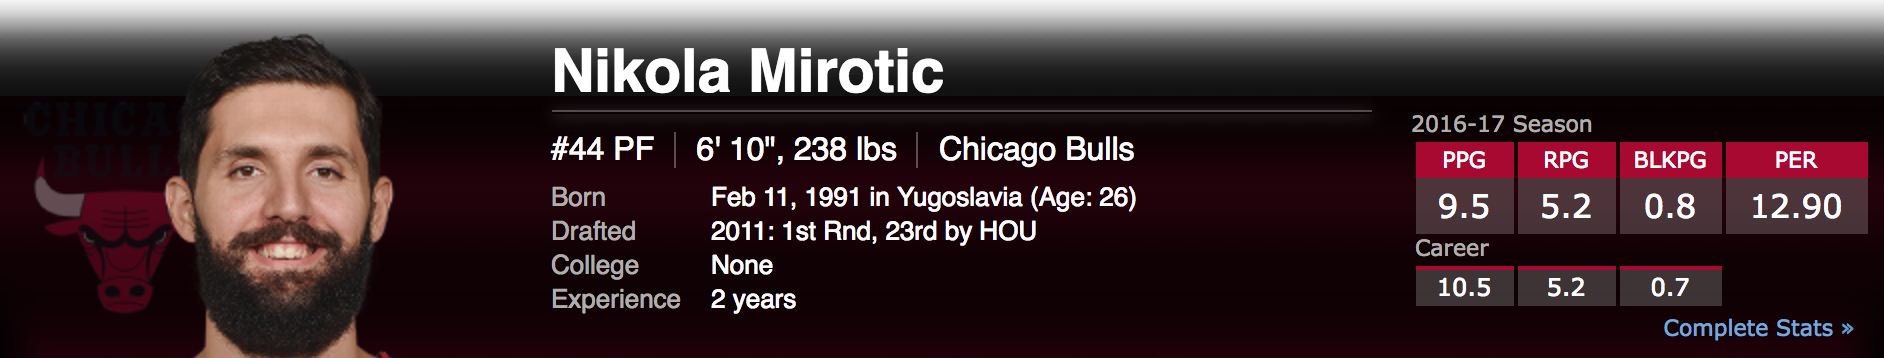 CHICAGO
BULLS
Nikola Mirotic
#44 PF | 6' 10", 238 lbs | Chicago Bulls
Born Feb 11, 1991 in Yugoslavia (Age: 26)
Drafted 2011: 1st Rnd, 23rd by HOU
College None
Experience 2 years
2016-17 Season
PPG RPG BLKPG PER
9.5 5.2 0.8 12.90
Career
10.5 5.2 0.7
Complete Stats »